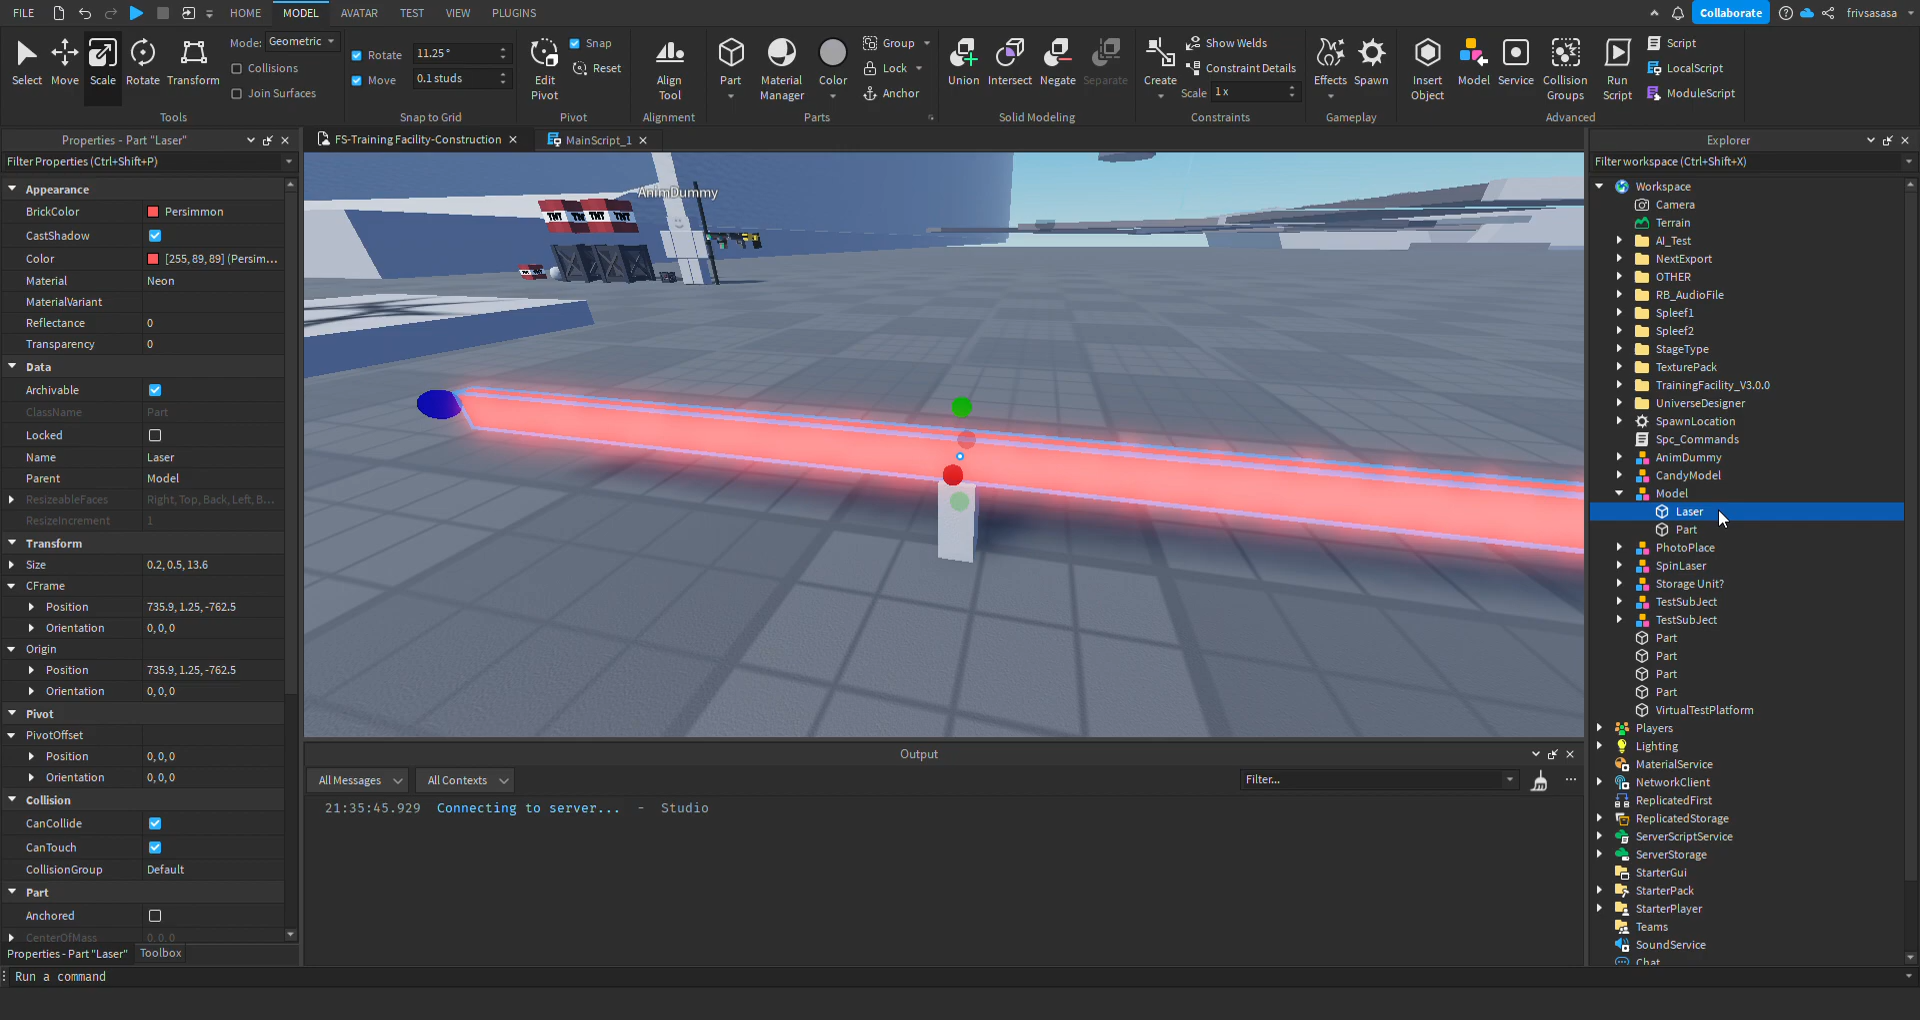 FILE HOME MODEL AVATAR TEST VIEW PLUGINS Collaborate frivsasasa
Select Move Scale Rotate Transform
Mode: Geometric
Collisions
Join Surfaces
Tools
Rotate 11.25°
Move 0.1 studs
Snap to Grid
Edit Pivot
Snap
Reset
Pivot
Align Tool
Alignment
Part Material Manager Color
Group
Lock
Anchor
Parts
Union Intersect Negate Separate
Solid Modeling
Create
Show Welds
Constraint Details
Scale 1 x
Constraints
Effects Spawn
Gameplay
Insert Object Model Service Collision Groups Run Script
Script
LocalScript
ModuleScript
Advanced
Properties - Part "Laser"
Filter Properties (Ctrl+Shift+P)
Appearance
BrickColor Persimmon
CastShadow
Color [255, 89, 89] (Persim...
Material Neon
MaterialVariant
Reflectance 0
Transparency 0
Data
Archivable
ClassName Part
Locked
Name Laser
Parent Model
ResizeableFaces Right, Top, Back, Left, B...
ResizeIncrement 1
Transform
Size 0.2, 0.5, 13.6
CFrame
Position 735.9, 1.25, -762.5
Orientation 0, 0, 0
Origin
Position 735.9, 1.25, -762.5
Orientation 0, 0, 0
Pivot
PivotOffset
Position 0, 0, 0
Orientation 0, 0, 0
Collision
CanCollide
CanTouch
CollisionGroup Default
Part
Anchored
CenterOfMass 0, 0, 0
Properties - Part "Laser" Toolbox
Run a command
FS-Training Facility-Construction MainScript_1
AnimDummy
TNT TNT TNT
Output
All Messages All Contexts Filter...
21:35:45.929 Connecting to server... - Studio
Explorer
Filter workspace (Ctrl+Shift+X)
Workspace
Camera
Terrain
AI_Test
NextExport
OTHER
RB_AudioFile
Spleef1
Spleef2
StageType
TexturePack
TrainingFacility_V3.0.0
UniverseDesigner
SpawnLocation
Spc_Commands
AnimDummy
CandyModel
Model
Laser
Part
PhotoPlace
SpinLaser
Storage Unit?
TestSubJect
TestSubJect
Part
Part
Part
Part
VirtualTestPlatform
Players
Lighting
MaterialService
NetworkClient
ReplicatedFirst
ReplicatedStorage
ServerScriptService
ServerStorage
StarterGui
StarterPack
StarterPlayer
Teams
SoundService
Chat